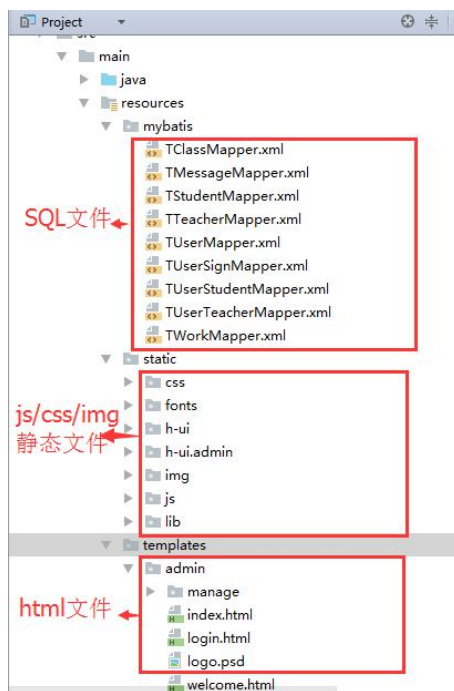 Project
src
main
java
resources
mybatis
TClassMapper.xml
TMessageMapper.xml
TStudentMapper.xml
SQL文件
TTeacherMapper.xml
TUserMapper.xml
TUserSignMapper.xml
TUserStudentMapper.xml
TUserTeacherMapper.xml
TWorkMapper.xml
static
css
fonts
js/css/img
静态文件
h-ui
h-ui.admin
img
js
lib
templates
admin
manage
html文件
index.html
login.html
logo.psd
welcome.html